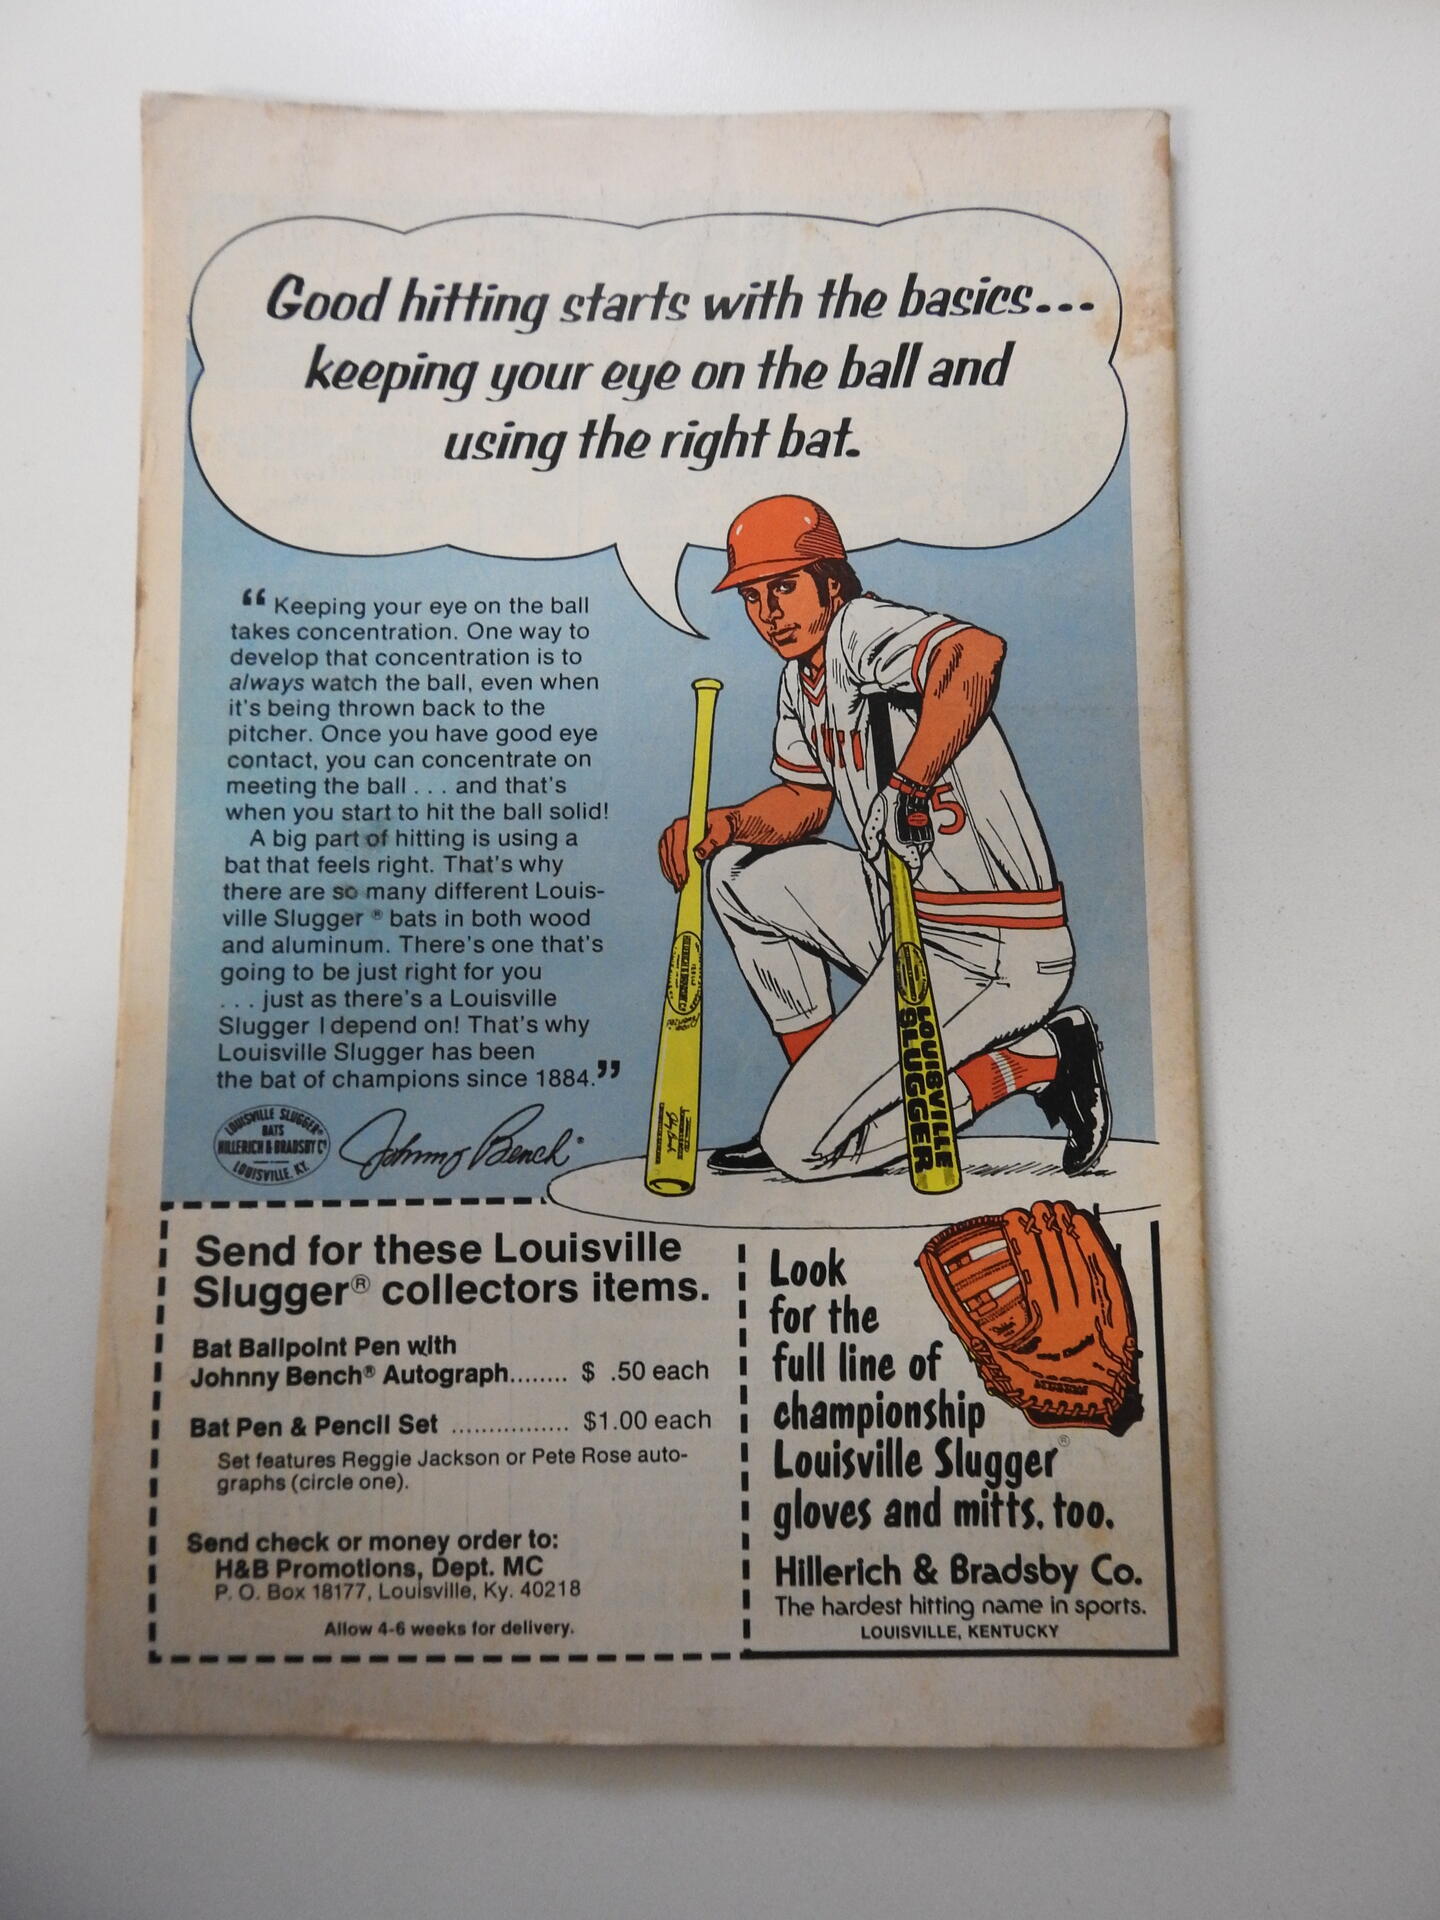 Good hitting starts with the basics...
keeping your eye on the ball and
using the right bat.
“ Keeping your eye on the ball
takes concentration. One way to
develop that concentration is to
always watch the ball, even when
it's being thrown back to the
pitcher. Once you have good eye
contact, you can concentrate on
meeting the ball . . . and that's
when you start to hit the ball solid!
A big part of hitting is using a
bat that feels right. That's why
there are so many different Louis-
ville Slugger ® bats in both wood
and aluminum. There's one that's
going to be just right for you
. . . just as there's a Louisville
Slugger I depend on! That's why
Louisville Slugger has been
the bat of champions since 1884.”
LOUISVILLE SLUGGER®
BATS
HILLERICH & BRADSBY Cº
LOUISVILLE. KY.
Johnny Bench®
5
HILLERICH & BRADSBY Cº
LOUISVILLE
SLUGGER
Send for these Louisville
Slugger® collectors items.
Bat Ballpoint Pen with
Johnny Bench® Autograph........ $ .50 each
Bat Pen & Pencil Set ................ $1.00 each
Set features Reggie Jackson or Pete Rose auto-
graphs (circle one).
Send check or money order to:
H&B Promotions, Dept. MC
P. O. Box 18177, Louisville, Ky. 40218
Allow 4-6 weeks for delivery.
Look
for the
full line of
championship
Louisville Slugger®
gloves and mitts, too.
Hillerich & Bradsby Co.
The hardest hitting name in sports.
LOUISVILLE, KENTUCKY